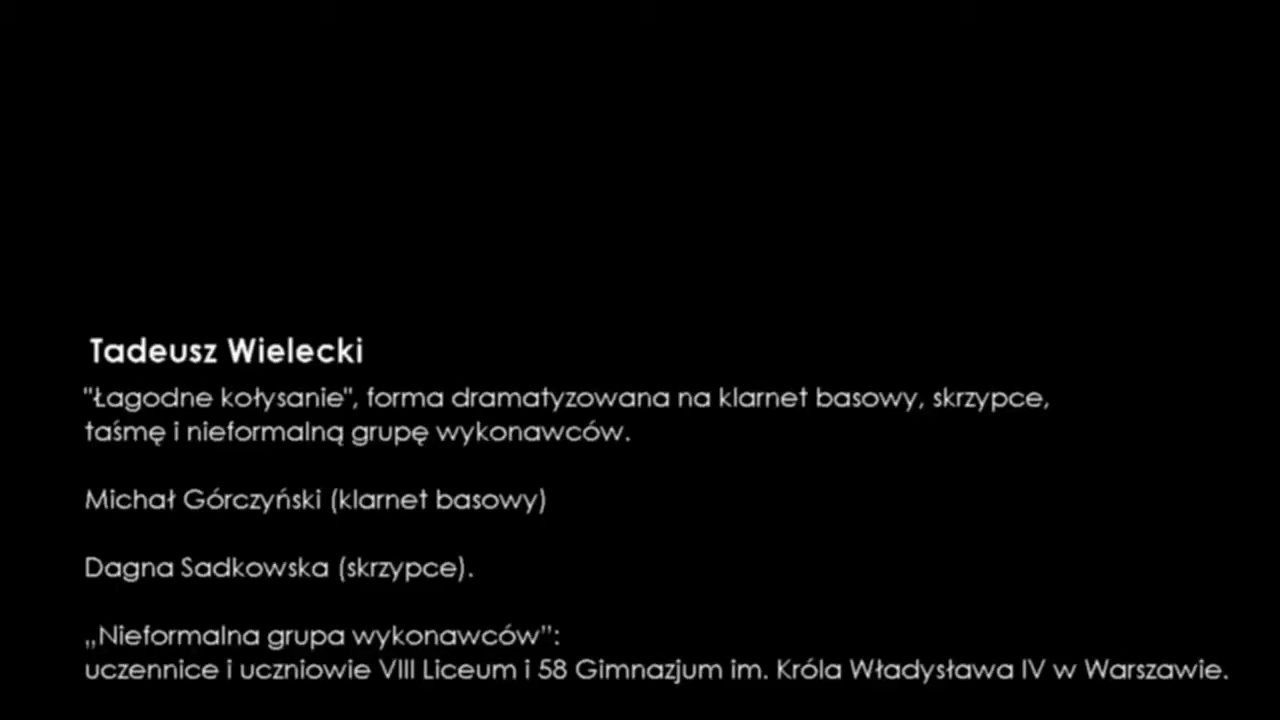 Tadeusz Wielecki
"Łagodne kołysanie", forma dramatyzowana na klarnet basowy, skrzypce,
taśmę i nieformalną grupę wykonawców.
Michał Górczyński (klarnet basowy)
Dagna Sadkowska (skrzypce).
„Nieformalna grupa wykonawców”:
uczennice i uczniowie VIII Liceum i 58 Gimnazjum im. Króla Władysława IV w Warszawie.